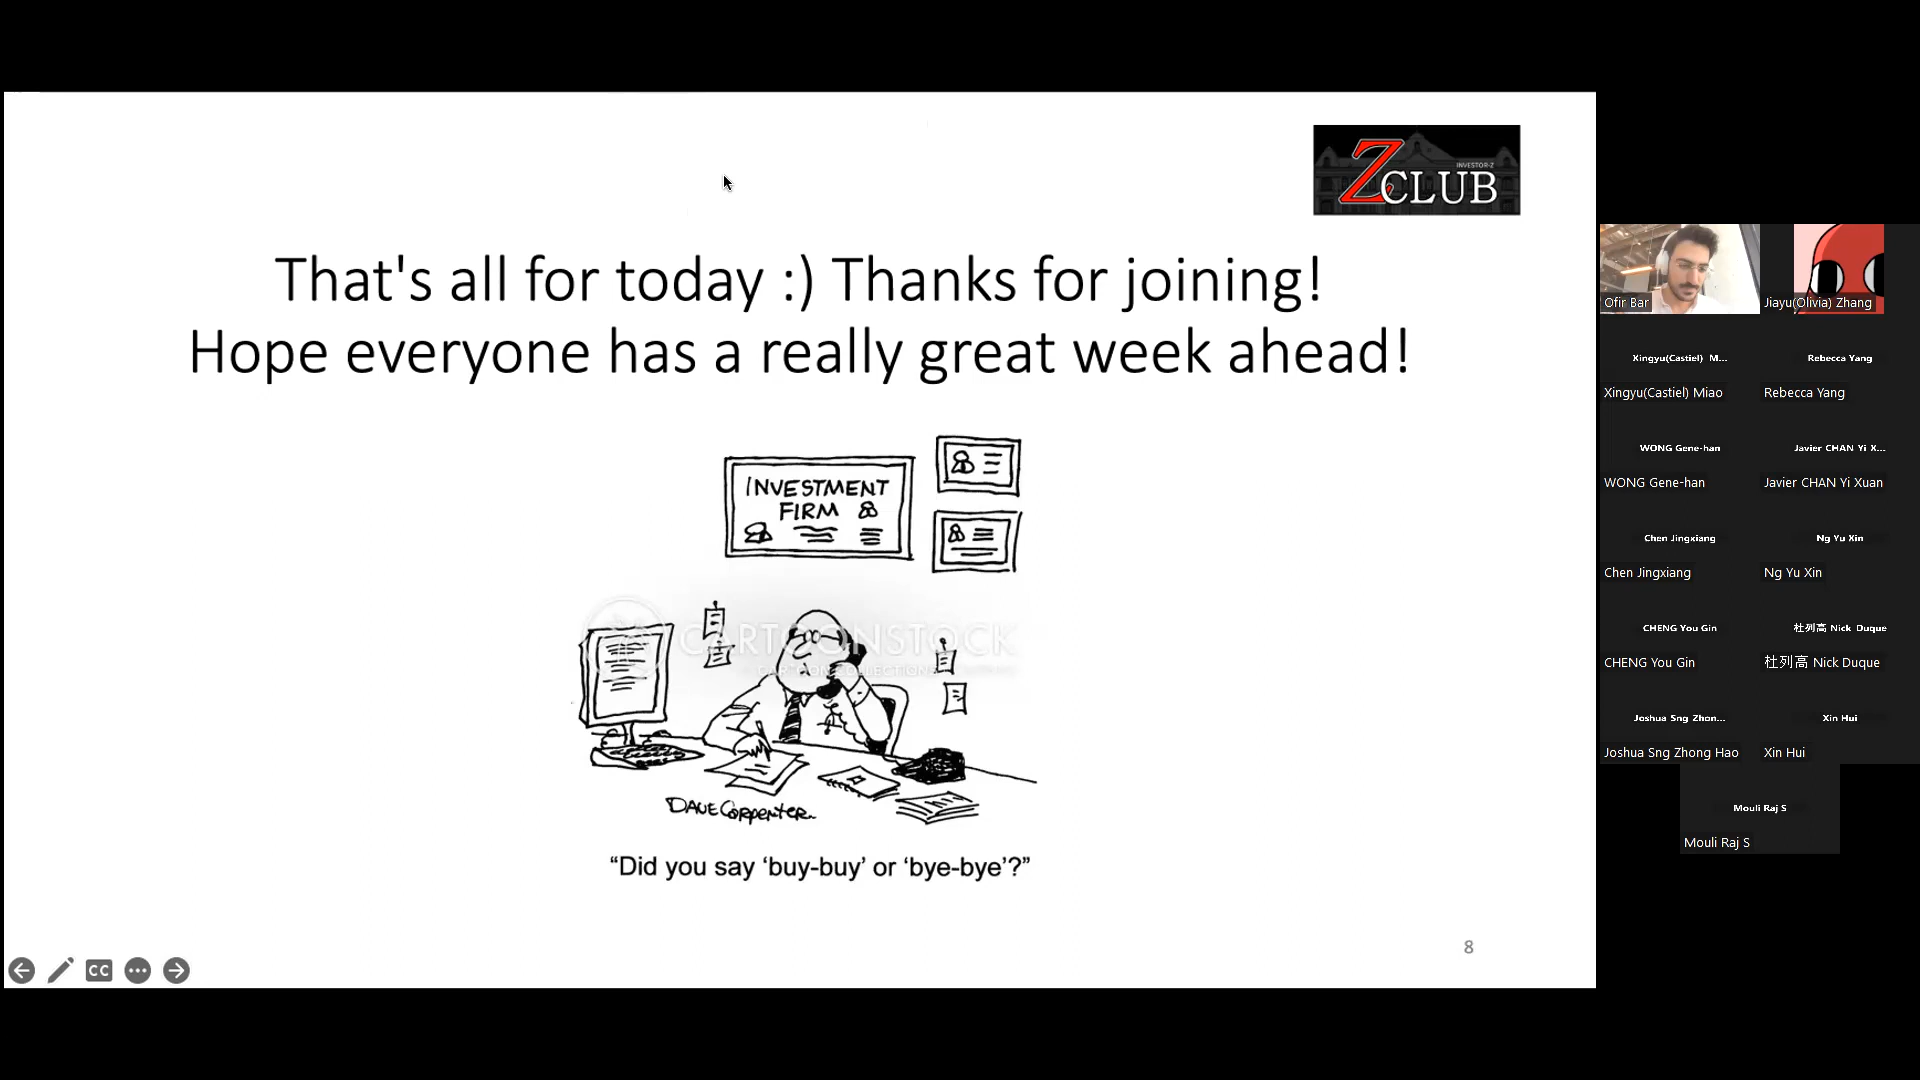 INVESTOR-Z
ZCLUB
That's all for today :) Thanks for joining!
Hope everyone has a really great week ahead!
INVESTMENT
FIRM
CARTOONSTOCK
CARTOON COLLECTIONS
DAVE CARPENTER
“Did you say ‘buy-buy’ or ‘bye-bye’?”
8
CC
Ofir Bar
Jiayu(Olivia) Zhang
Xingyu(Castiel) M...
Xingyu(Castiel) Miao
Rebecca Yang
Rebecca Yang
WONG Gene-han
WONG Gene-han
Javier CHAN Yi X...
Javier CHAN Yi Xuan
Chen Jingxiang
Chen Jingxiang
Ng Yu Xin
Ng Yu Xin
CHENG You Gin
CHENG You Gin
杜列高 Nick Duque
杜列高 Nick Duque
Joshua Sng Zhon...
Joshua Sng Zhong Hao
Xin Hui
Xin Hui
Mouli Raj S
Mouli Raj S